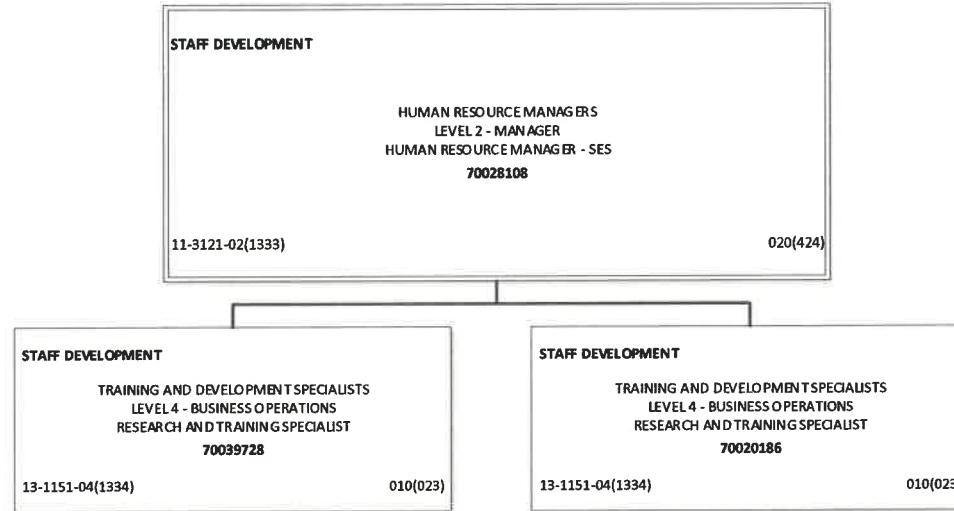 STAFF DEVELOPMENT
HUMAN RESOURCE MANAGERS
LEVEL 2 - MANAGER
HUMAN RESOURCE MANAGER - SES
70028108
11-3121-02(1333)
020(424)
STAFF DEVELOPMENT
TRAINING AND DEVELOPMENT SPECIALISTS
LEVEL 4 - BUSINESS OPERATIONS
RESEARCH AND TRAINING SPECIALIST
70039728
13-1151-04(1334)
010(023)
STAFF DEVELOPMENT
TRAINING AND DEVELOPMENT SPECIALISTS
LEVEL 4 - BUSINESS OPERATIONS
RESEARCH AND TRAINING SPECIALIST
70020186
13-1151-04(1334)
010(023